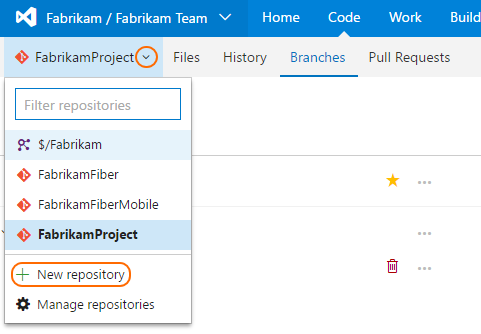 Fabrikam / Fabrikam Team Home Code Work Build
FabrikamProject Files History Branches Pull Requests
Filter repositories
$/Fabrikam
FabrikamFiber
FabrikamFiberMobile
FabrikamProject
New repository
Manage repositories